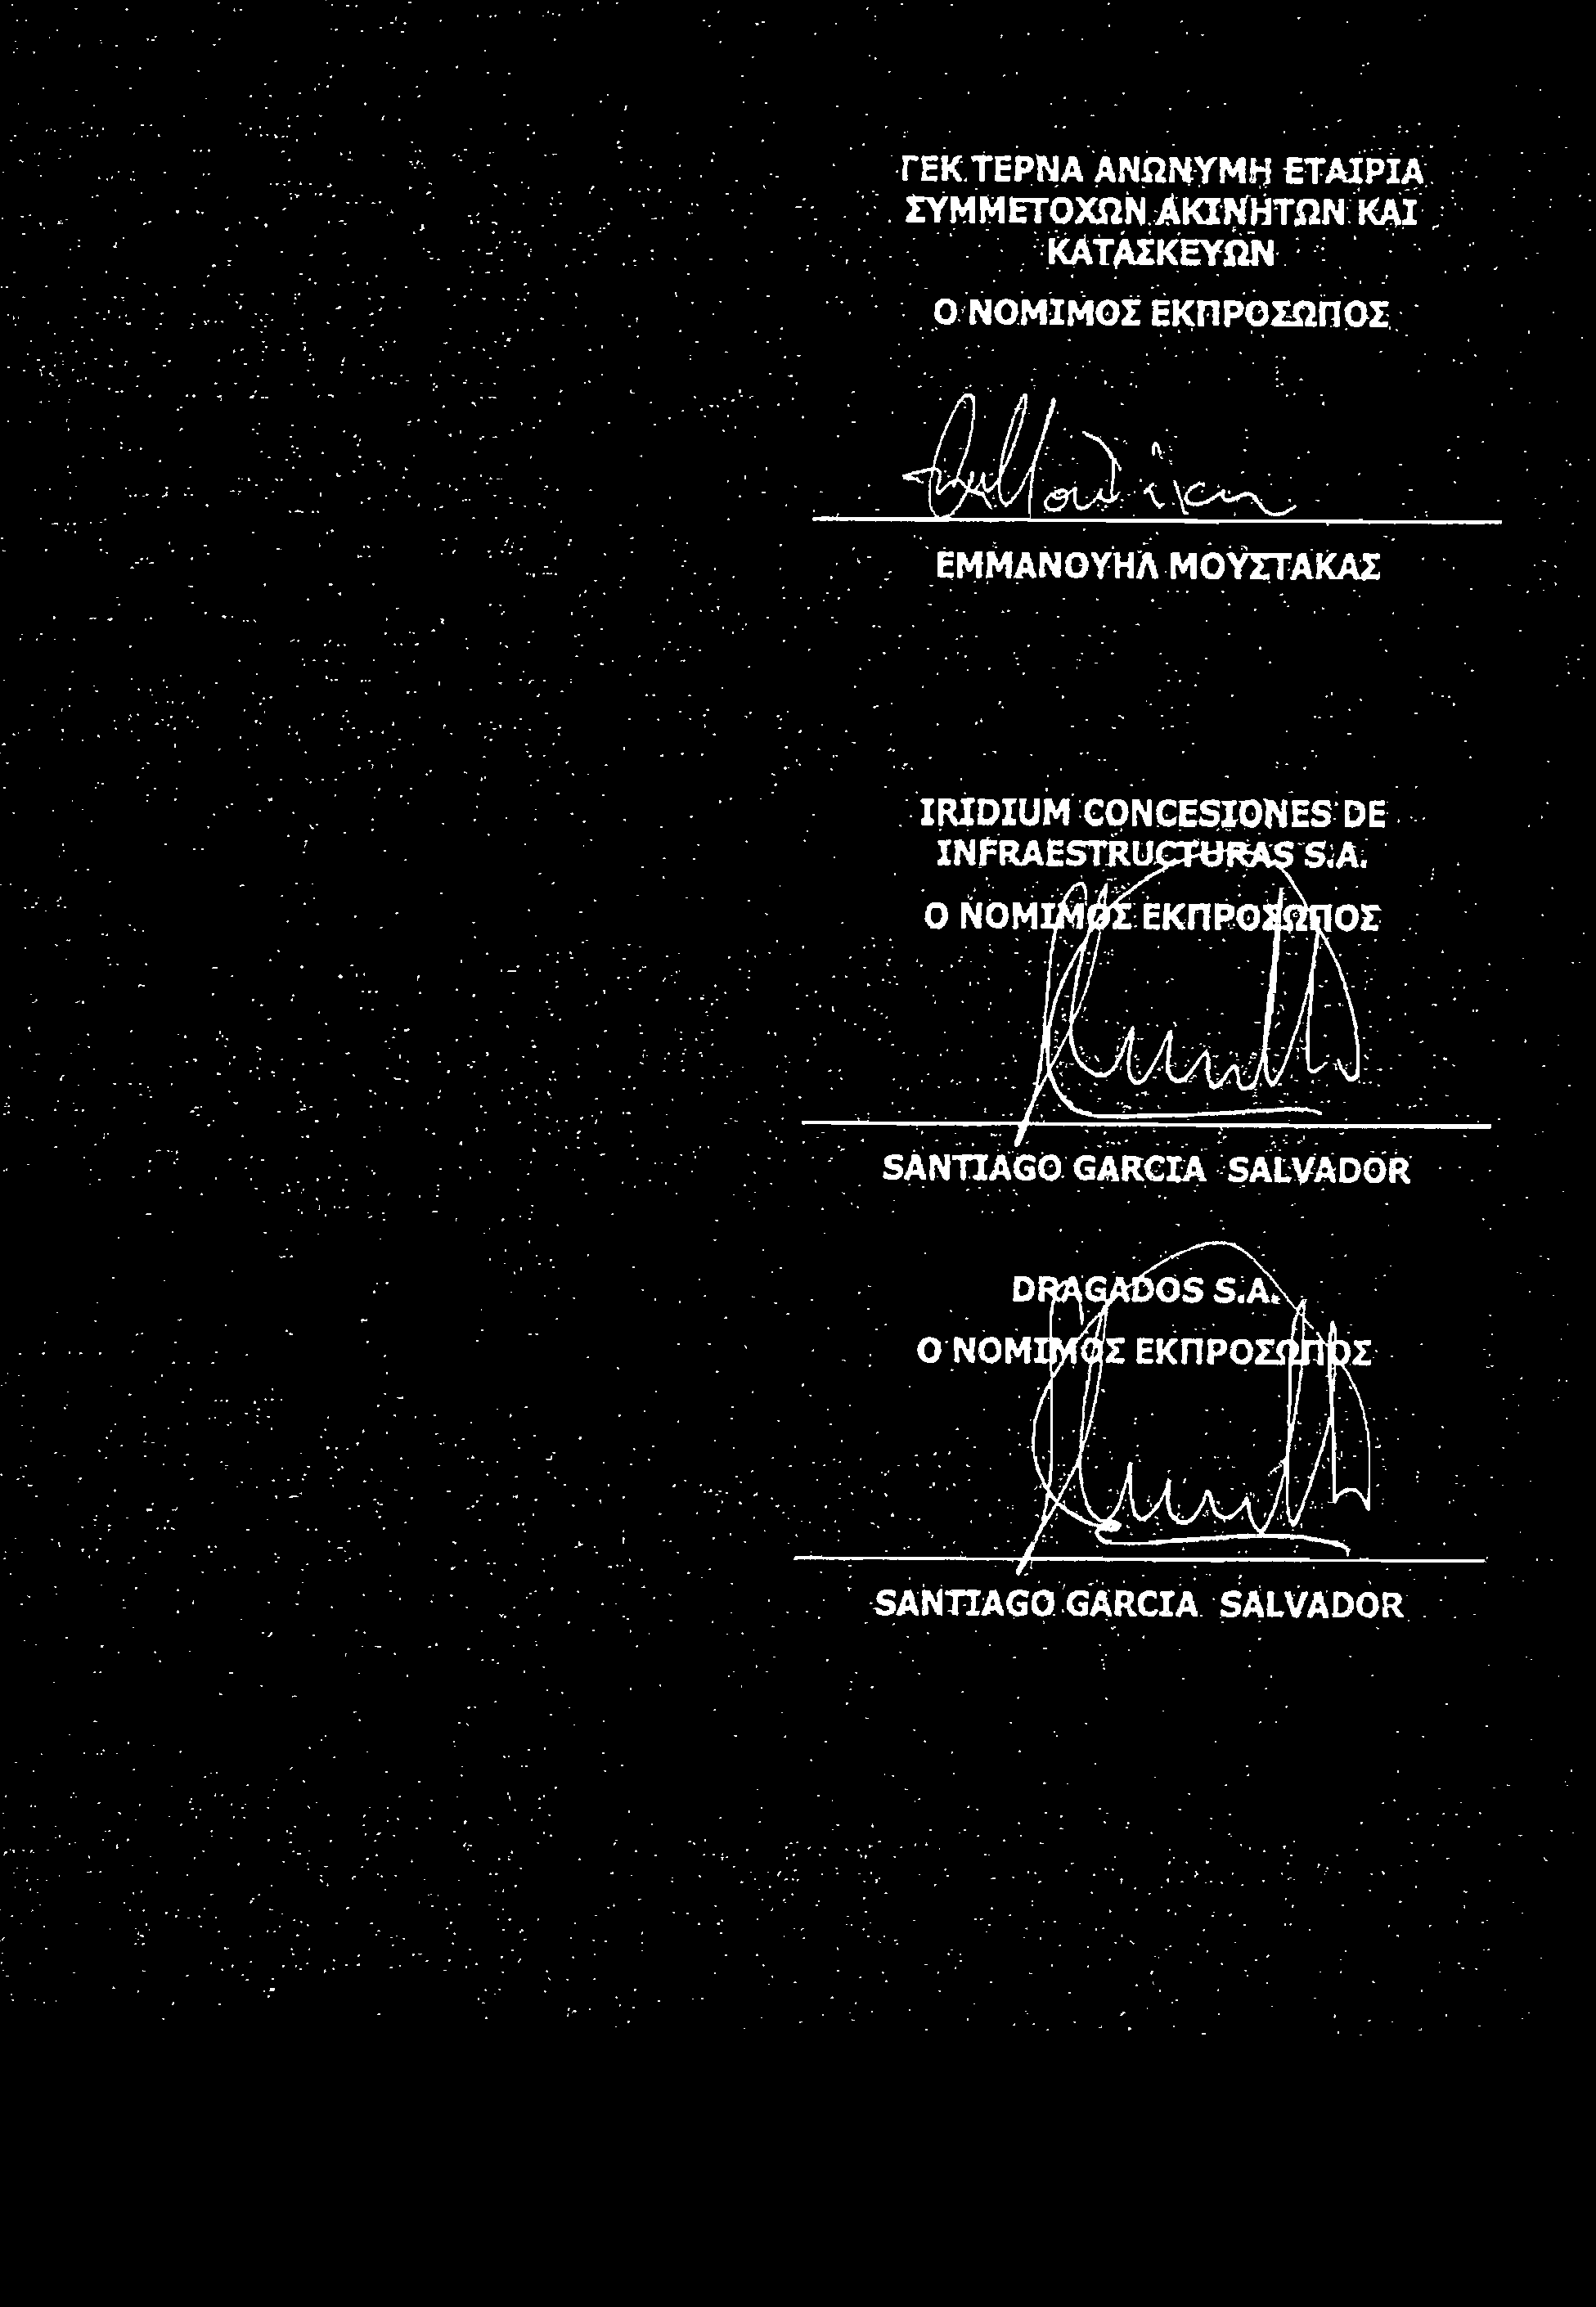 ΓΕΚ ΤΕΡΝΑ ΑΝΩΝΥΜΗ ΕΤΑΙΡΙΑ
ΣΥΜΜΕΤΟΧΩΝ ΑΚΙΝΗΤΩΝ ΚΑΙ
ΚΑΤΑΣΚΕΥΩΝ
Ο ΝΟΜΙΜΟΣ ΕΚΠΡΟΣΩΠΟΣ
ΕΜΜΑΝΟΥΗΛ ΜΟΥΣΤΑΚΑΣ
IRIDIUM CONCESIONES DE
INFRAESTRUCTURAS S.A.
Ο ΝΟΜΙΜΟΣ ΕΚΠΡΟΣΩΠΟΣ
SANTIAGO GARCIA SALVADOR
DRAGADOS S.A.
Ο ΝΟΜΙΜΟΣ ΕΚΠΡΟΣΩΠΟΣ
SANTIAGO GARCIA SALVADOR